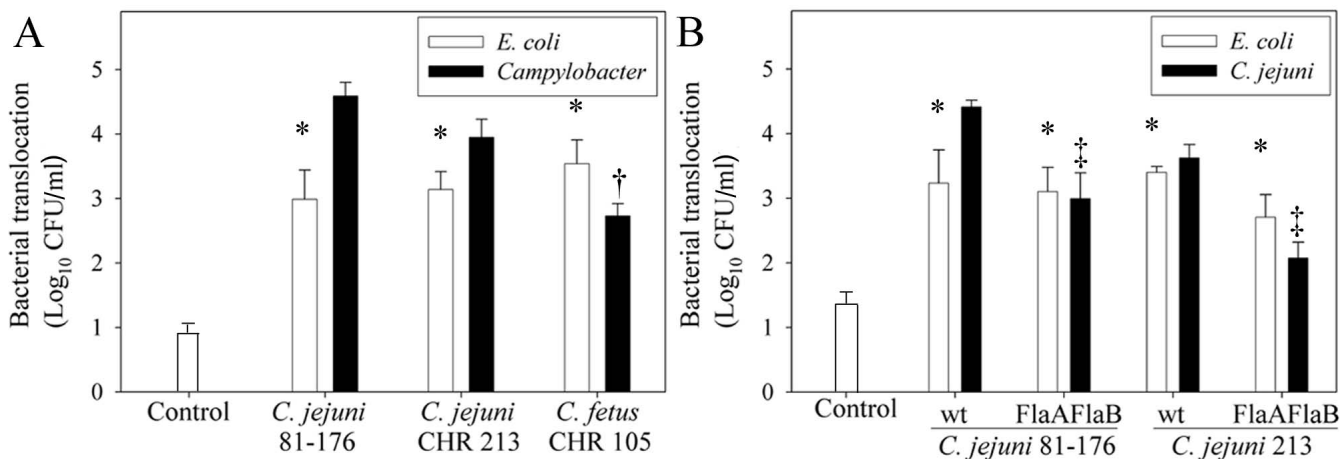 A
E. coli
Campylobacter
Bacterial translocation
(Log10 CFU/ml)
5
4
3
2
1
0
*
*
*
†
Control
C. jejuni
81-176
C. jejuni
CHR 213
C. fetus
CHR 105
B
E. coli
C. jejuni
Bacterial translocation
(Log10 CFU/ml)
5
4
3
2
1
0
*
*
‡
*
*
‡
Control
wt
FlaAFlaB
wt
FlaAFlaB
C. jejuni 81-176
C. jejuni 213